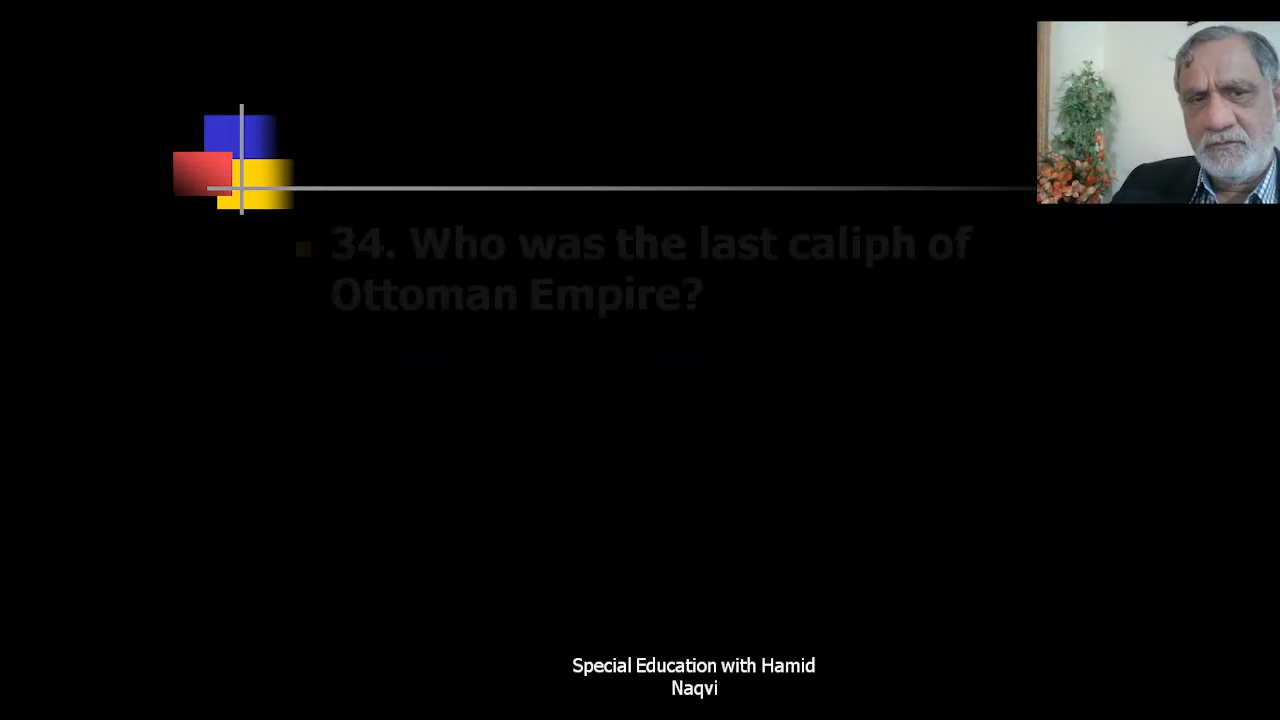 34. Who was the last caliph of
Ottoman Empire?
Special Education with Hamid
Naqvi